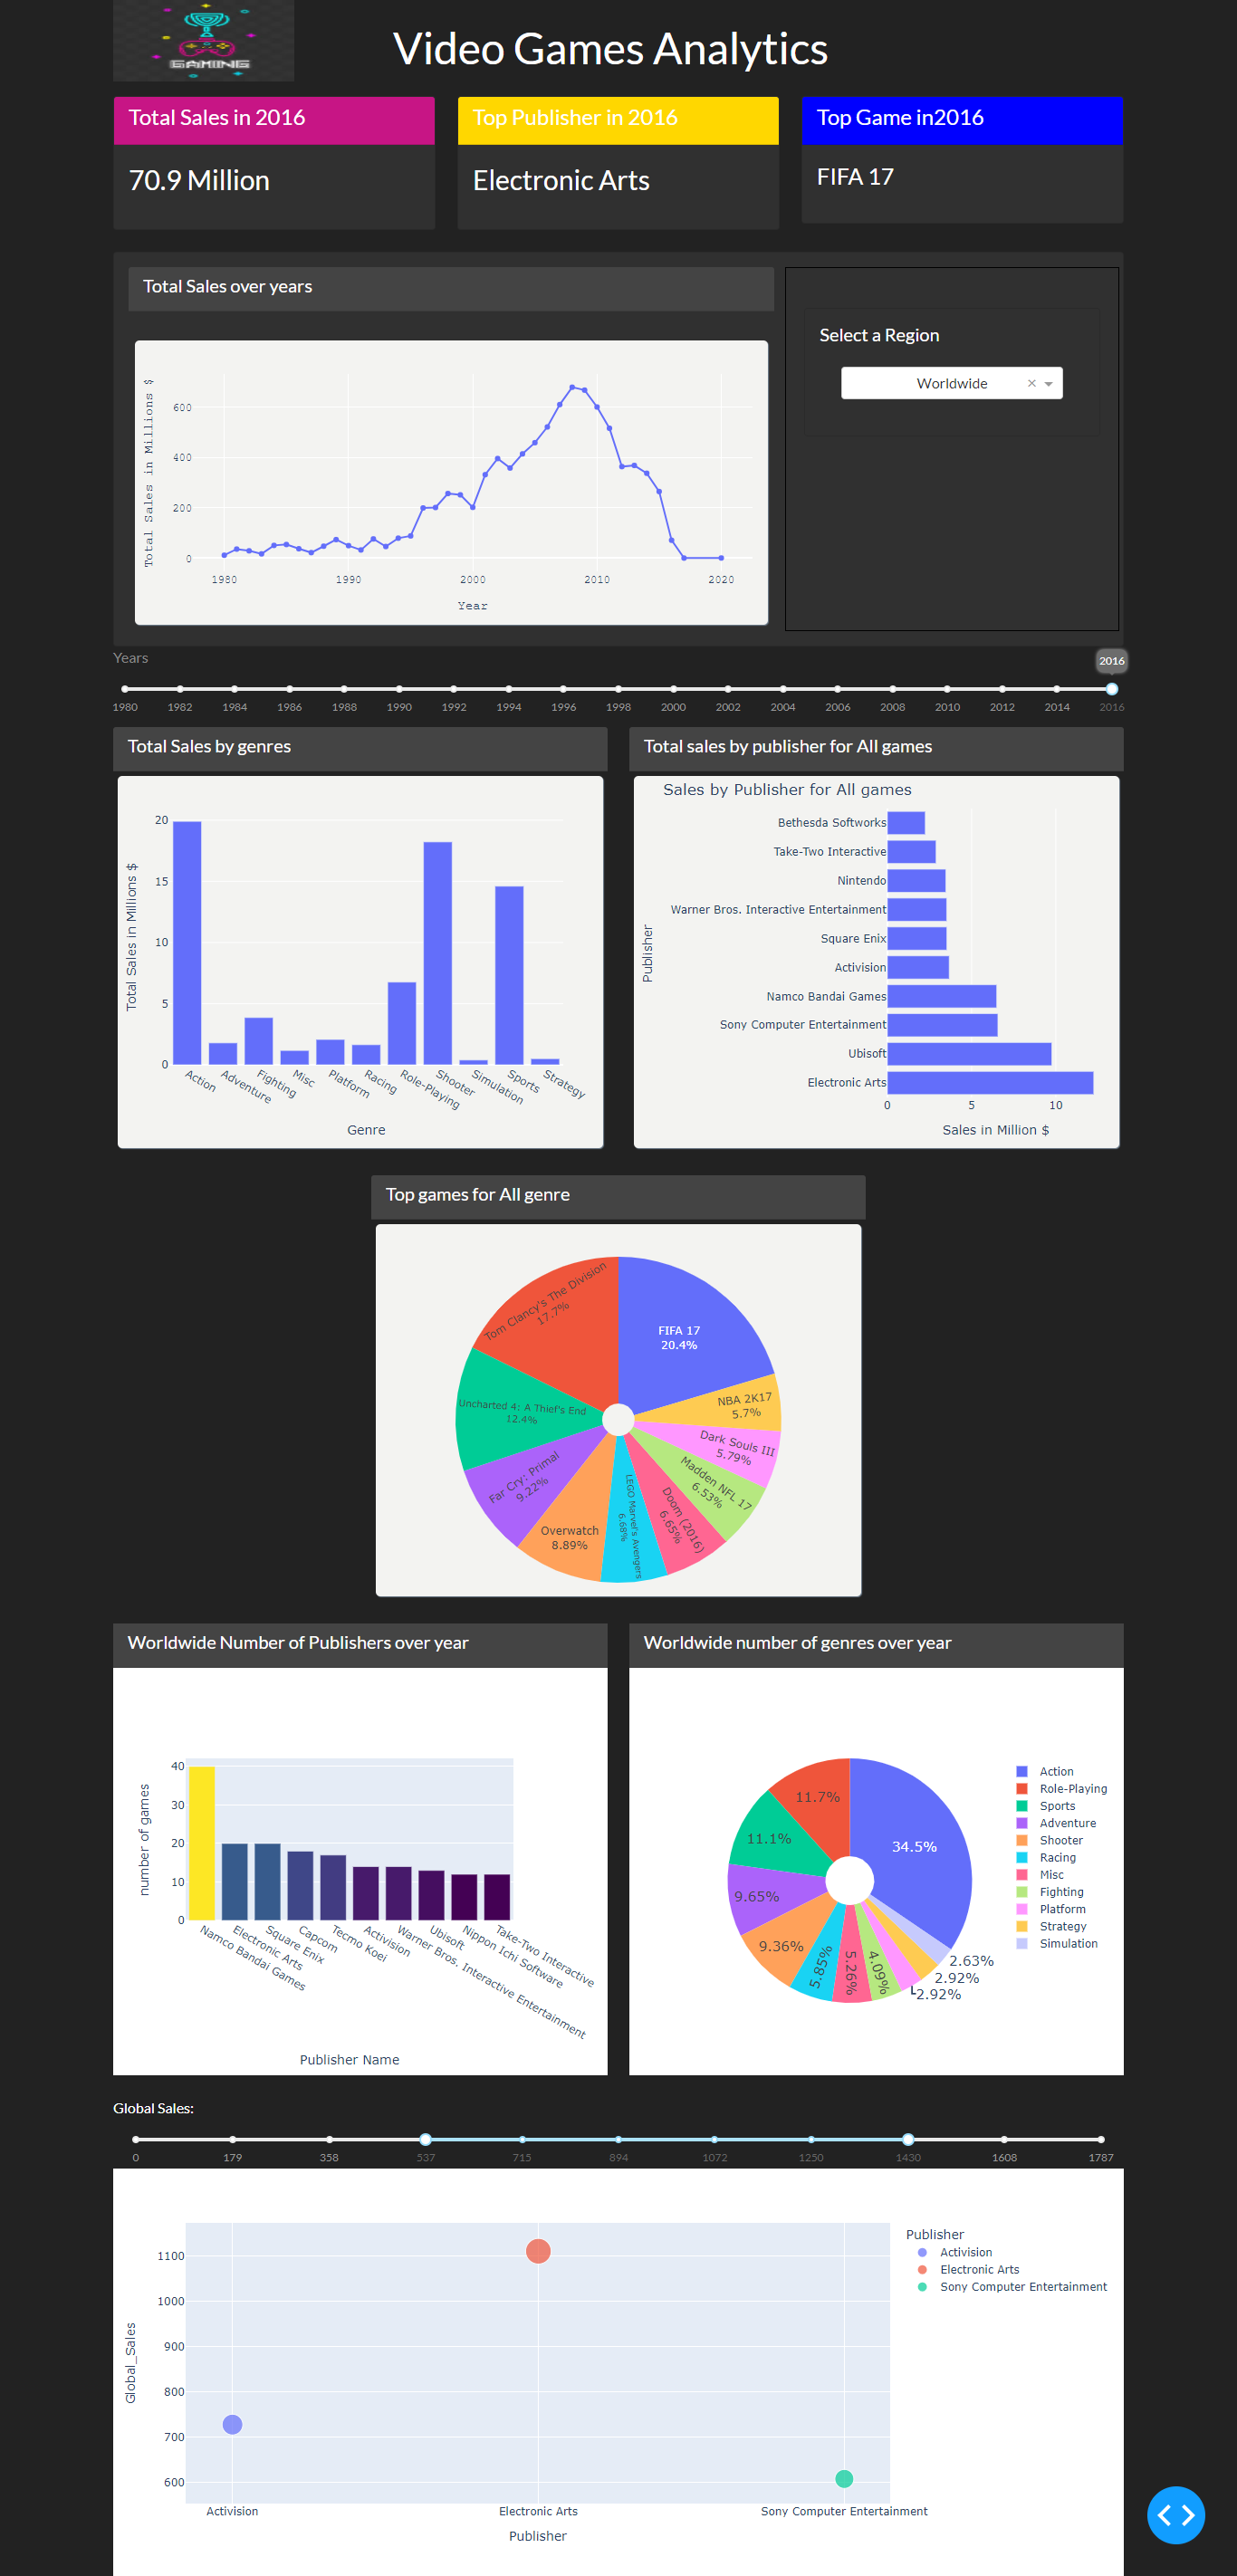 GAMING
Video Games Analytics
Total Sales in 2016
70.9 Million
Top Publisher in 2016
Electronic Arts
Top Game in2016
FIFA 17
Total Sales over years
Total Sales in Millions $
600
400
200
0
1980
1990
2000
2010
2020
Year
Select a Region
Worldwide
×
Years
2016
1980
1982
1984
1986
1988
1990
1992
1994
1996
1998
2000
2002
2004
2006
2008
2010
2012
2014
2016
Total Sales by genres
Total Sales in Millions $
20
15
10
5
0
Action
Adventure
Fighting
Misc
Platform
Racing
Role-Playing
Shooter
Simulation
Sports
Strategy
Genre
Total sales by publisher for All games
Sales by Publisher for All games
Publisher
Bethesda Softworks
Take-Two Interactive
Nintendo
Warner Bros. Interactive Entertainment
Square Enix
Activision
Namco Bandai Games
Sony Computer Entertainment
Ubisoft
Electronic Arts
0
5
10
Sales in Million $
Top games for All genre
Tom Clancy's The Division
17.7%
FIFA 17
20.4%
Uncharted 4: A Thief's End
12.4%
NBA 2K17
5.7%
Dark Souls III
5.79%
Far Cry: Primal
9.22%
Madden NFL 17
6.53%
Overwatch
8.89%
LEGO Marvel's Avengers
6.68%
Doom (2016)
6.65%
Worldwide Number of Publishers over year
number of games
40
30
20
10
0
Namco Bandai Games
Electronic Arts
Square Enix
Capcom
Tecmo Koei
Activision
Warner Bros. Interactive Entertainment
Ubisoft
Nippon Ichi Software
Take-Two Interactive
Publisher Name
Worldwide number of genres over year
34.5%
11.7%
11.1%
9.65%
9.36%
5.85%
5.26%
4.09%
2.92%
2.92%
2.63%
Action
Role-Playing
Sports
Adventure
Shooter
Racing
Misc
Fighting
Platform
Strategy
Simulation
Global Sales:
0
179
358
537
715
894
1072
1250
1430
1608
1787
Global_Sales
1100
1000
900
800
700
600
Activision
Electronic Arts
Sony Computer Entertainment
Publisher
Publisher
Activision
Electronic Arts
Sony Computer Entertainment